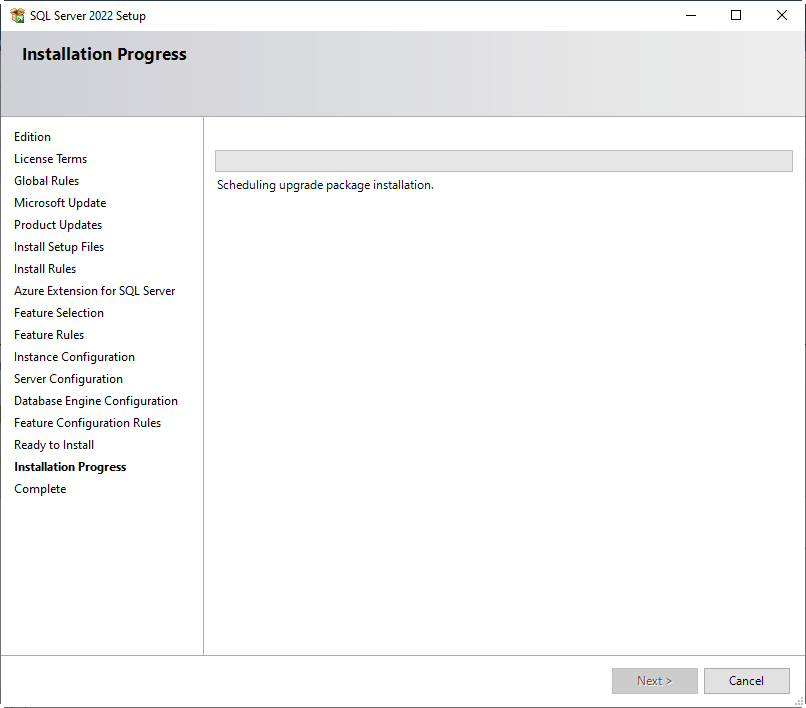 SQL Server 2022 Setup
Installation Progress
Edition
License Terms
Global Rules
Microsoft Update
Product Updates
Install Setup Files
Install Rules
Azure Extension for SQL Server
Feature Selection
Feature Rules
Instance Configuration
Server Configuration
Database Engine Configuration
Feature Configuration Rules
Ready to Install
Installation Progress
Complete
Scheduling upgrade package installation.
Next >
Cancel